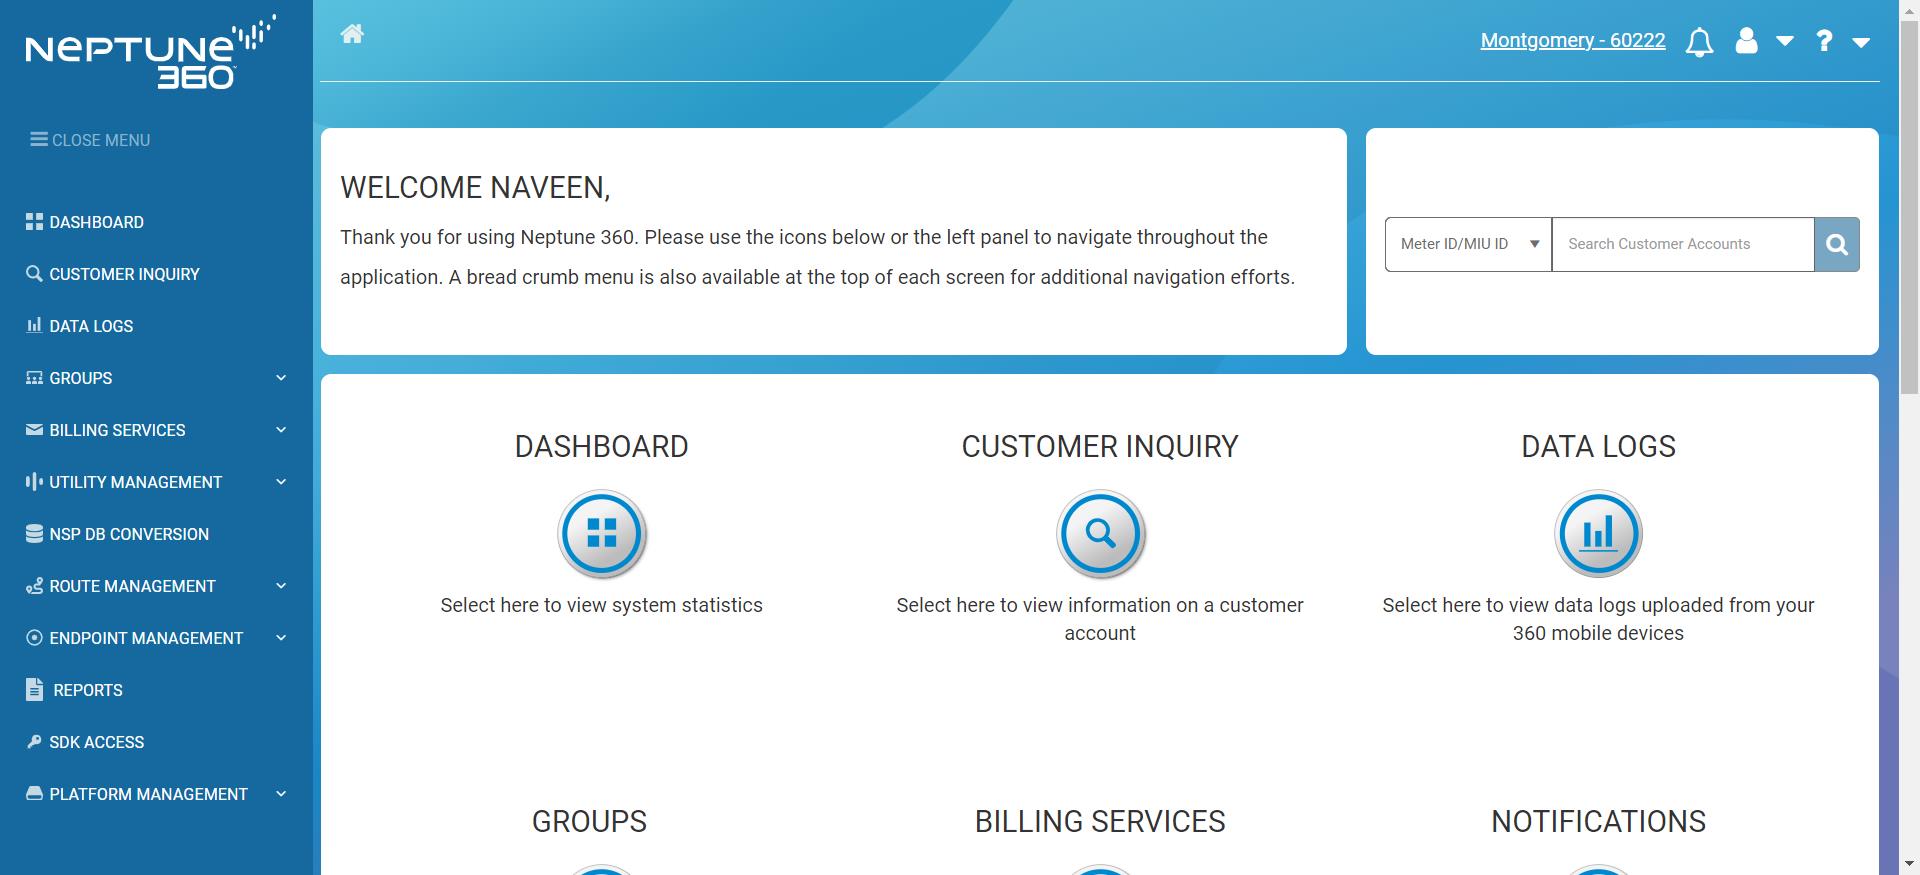 NEPTUNE
360
CLOSE MENU
DASHBOARD
CUSTOMER INQUIRY
DATA LOGS
GROUPS
BILLING SERVICES
UTILITY MANAGEMENT
NSP DB CONVERSION
ROUTE MANAGEMENT
ENDPOINT MANAGEMENT
REPORTS
SDK ACCESS
PLATFORM MANAGEMENT
Montgomery - 60222
?
WELCOME NAVEEN,
Thank you for using Neptune 360. Please use the icons below or the left panel to navigate throughout the
application. A bread crumb menu is also available at the top of each screen for additional navigation efforts.
Meter ID/MIU ID
Search Customer Accounts
DASHBOARD
Select here to view system statistics
CUSTOMER INQUIRY
Select here to view information on a customer
account
DATA LOGS
Select here to view data logs uploaded from your
360 mobile devices
GROUPS
BILLING SERVICES
NOTIFICATIONS